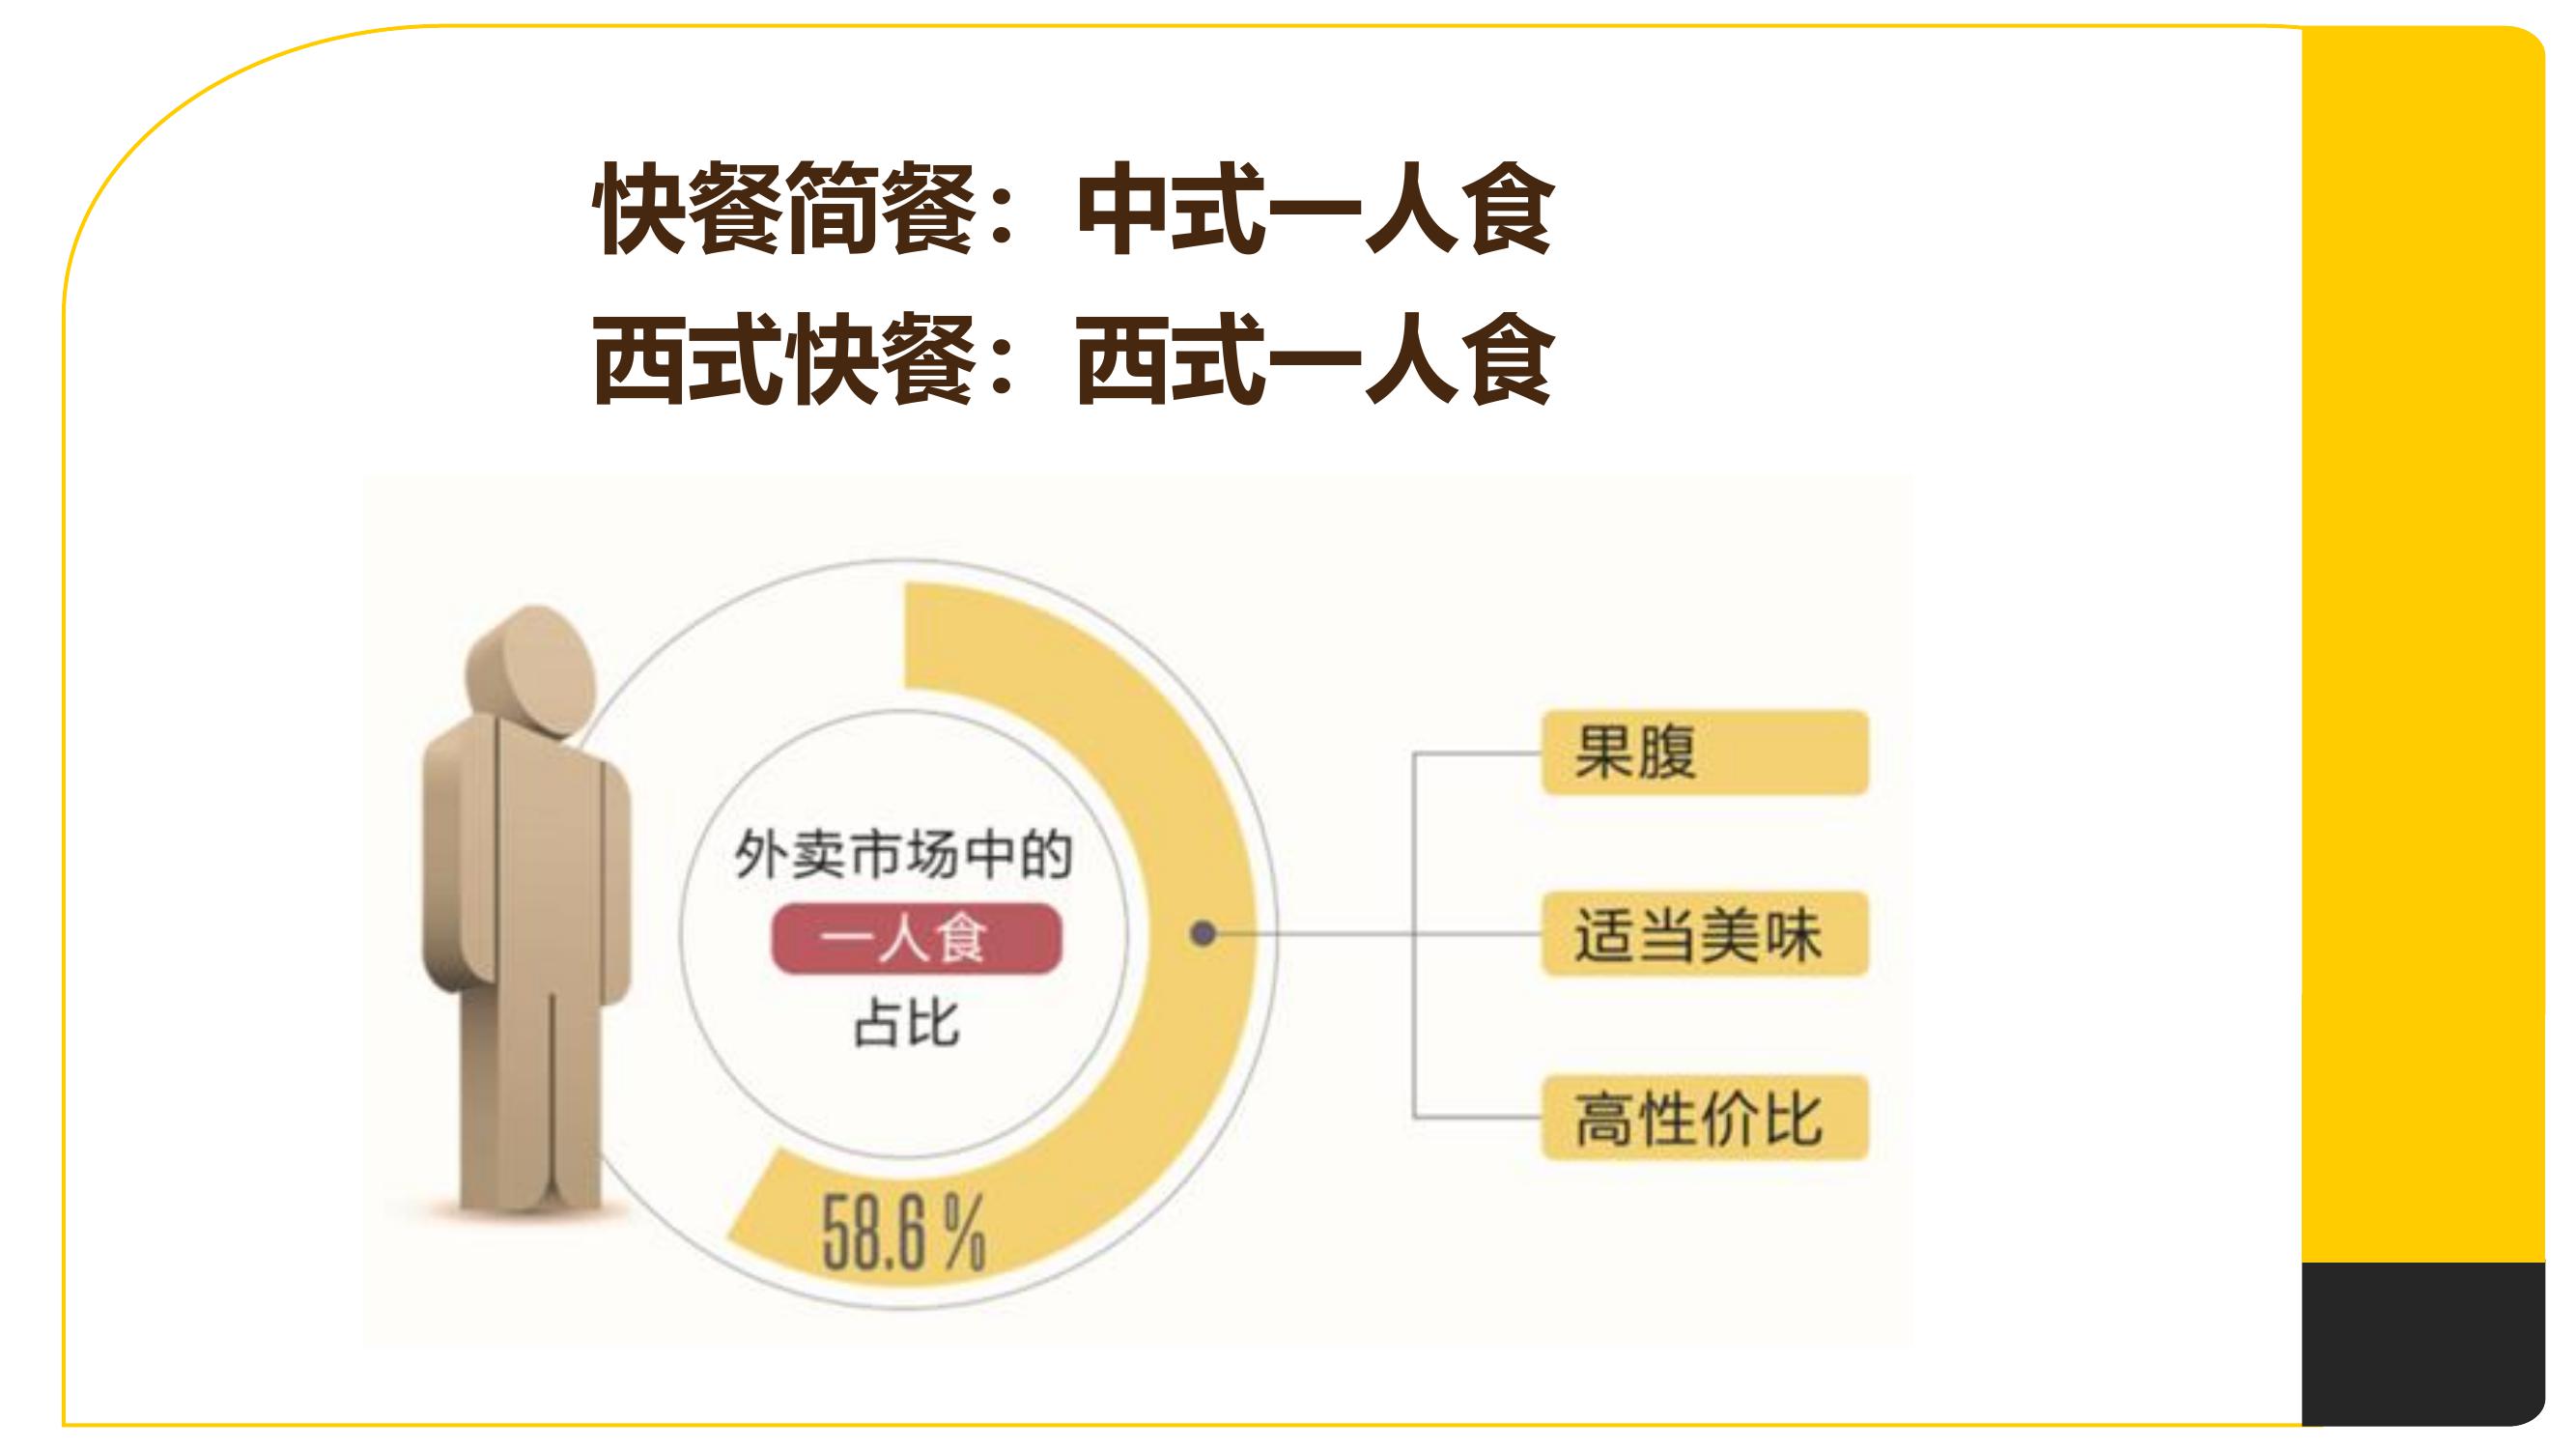 快餐简餐：中式一人食
西式快餐：西式一人食
外卖市场中的
一人食
占比
58.6%
果腹
适当美味
高性价比